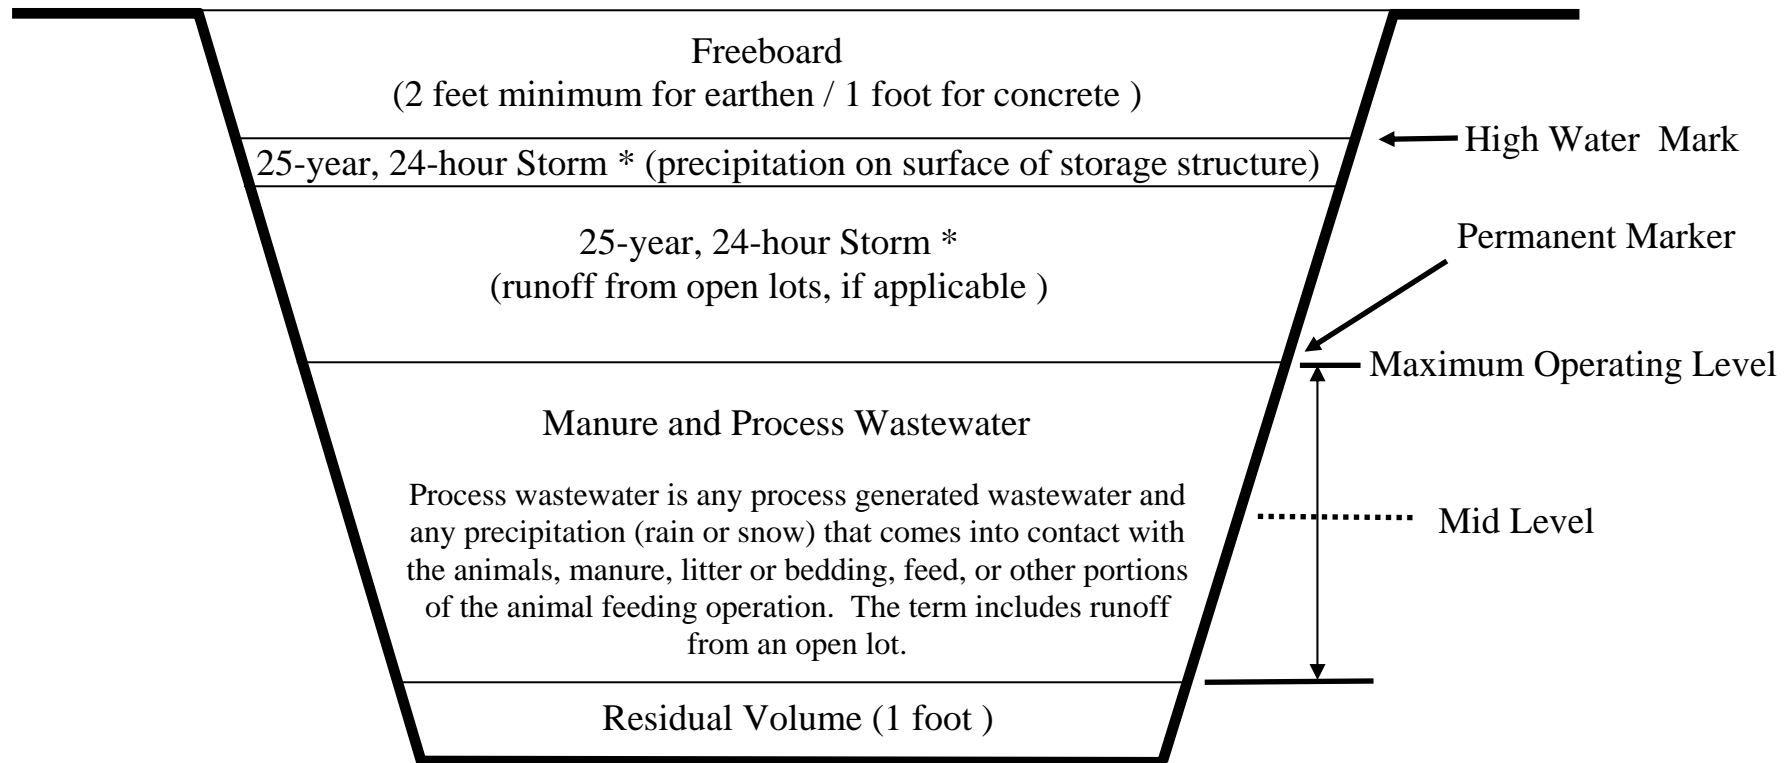 Freeboard
(2 feet minimum for earthen / 1 foot for concrete )
High Water  Mark
25-year, 24-hour Storm * (precipitation on surface of storage structure)
25-year, 24-hour Storm *
(runoff from open lots, if applicable )
Permanent Marker
Maximum Operating Level
Manure and Process Wastewater
Process wastewater is any process generated wastewater and
any precipitation (rain or snow) that comes into contact with
the animals, manure, litter or bedding, feed, or other portions
of the animal feeding operation.  The term includes runoff
from an open lot.
Mid Level
Residual Volume (1 foot )